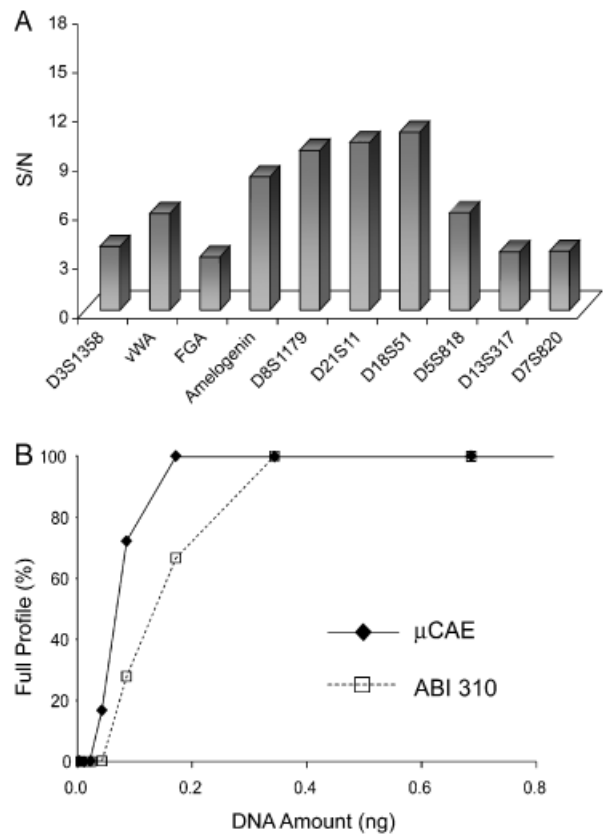 A
18
15
12
9
6
3
0
S/N
D3S1358
vWA
FGA
Amelogenin
D8S1179
D21S11
D18S51
D5S818
D13S317
D7S820
B
100
80
60
40
20
0
Full Profile (%)
μCAE
ABI 310
0.0
0.2
0.4
0.6
0.8
DNA Amount (ng)